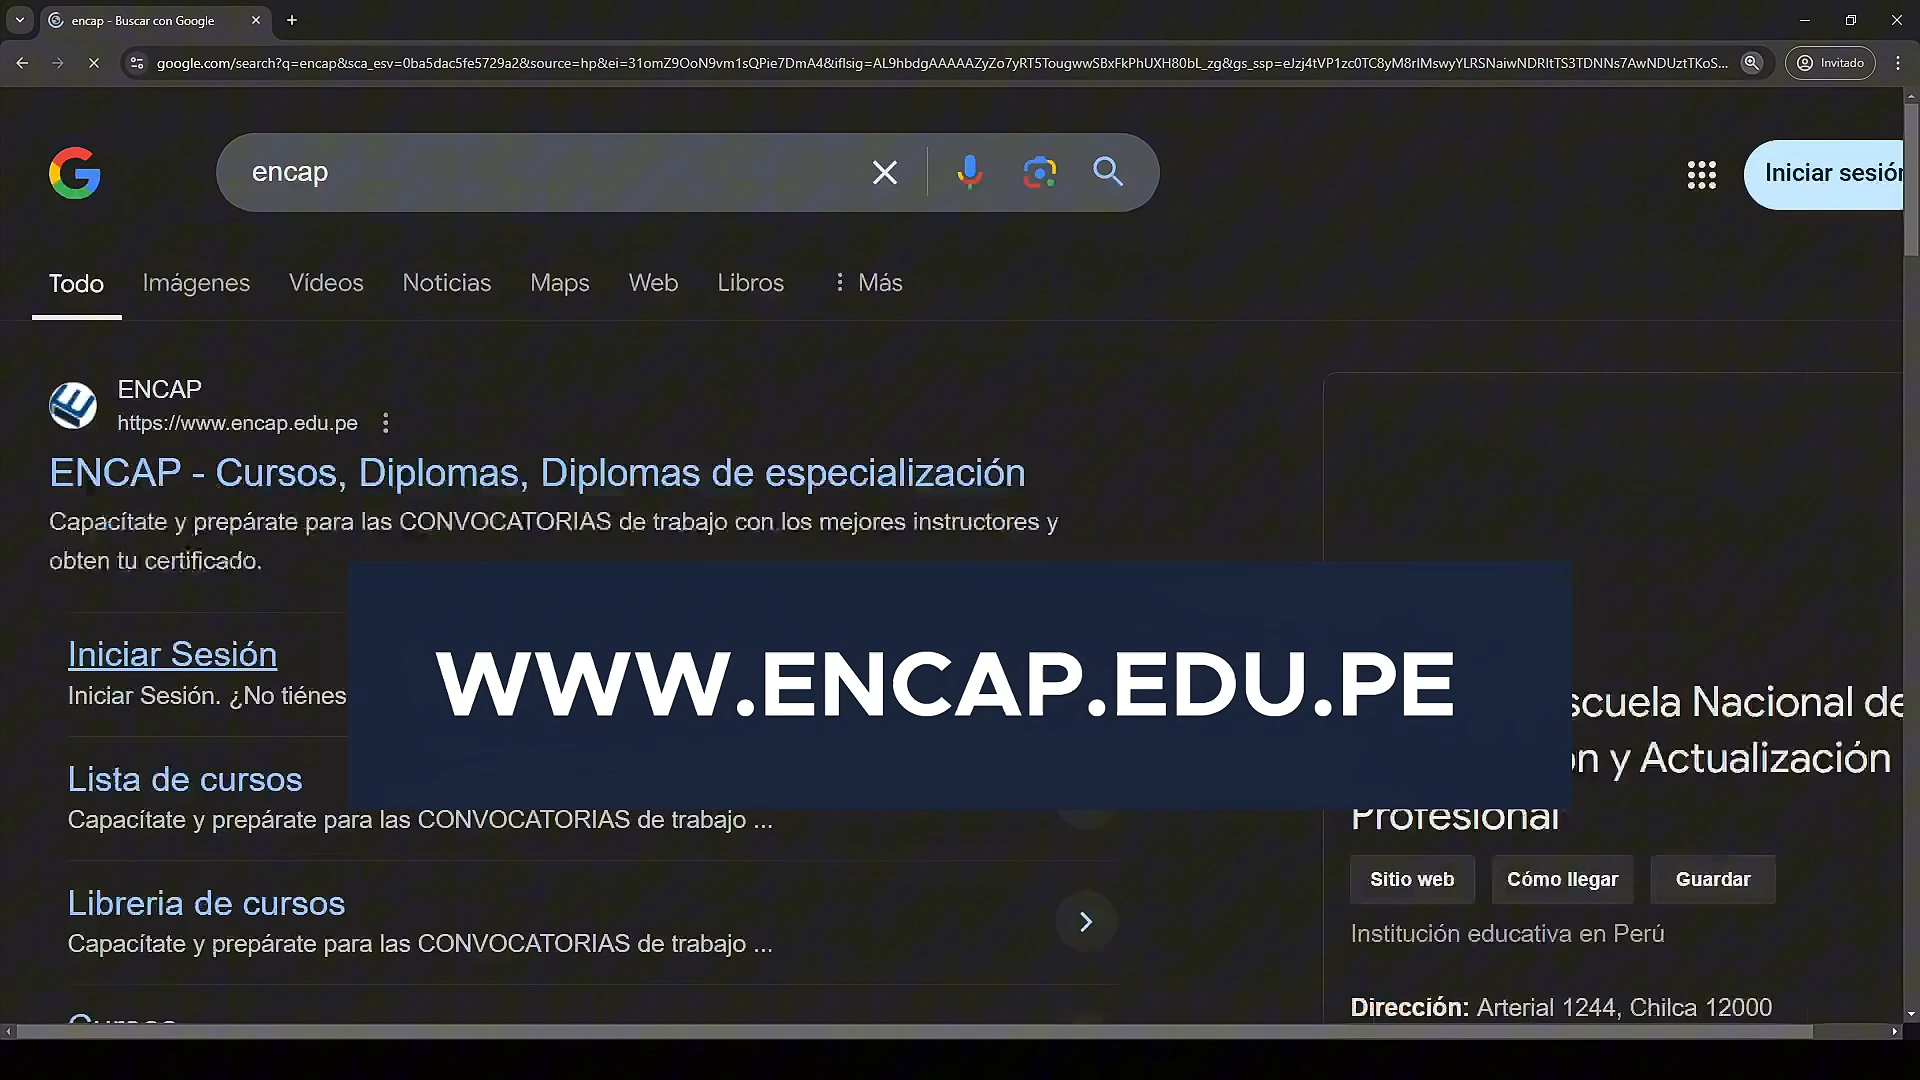 encap - Buscar con Google
google.com/search?q=encap&sca_esv=0ba5dac5fe5729a2&source=hp&ei=31omZ9OoN9vm1sQPie7DmA4&iflsig=AL9hbdgAAAAAZyZo7yRT5TougwwSBxFkPhUXH80bL_zg&gs_ssp=eJzj4tVP1zc0TC8yM8rIMswyYLRSNaiwNDRItTS3TDNNs7AwNDUztTKoS...
Invitado
encap
Iniciar sesión
Todo
Imágenes
Vídeos
Noticias
Maps
Web
Libros
Más
ENCAP
https://www.encap.edu.pe
ENCAP - Cursos, Diplomas, Diplomas de especialización
Capacítate y prepárate para las CONVOCATORIAS de trabajo con los mejores instructores y
obten tu certificado.
Iniciar Sesión
Iniciar Sesión. ¿No tiénes
WWW.ENCAP.EDU.PE
Lista de cursos
Capacítate y prepárate para las CONVOCATORIAS de trabajo ...
Libreria de cursos
Capacítate y prepárate para las CONVOCATORIAS de trabajo ...
Cursos
scuela Nacional de
n y Actualización
Profesional
Sitio web
Cómo llegar
Guardar
Institución educativa en Perú
Dirección: Arterial 1244, Chilca 12000